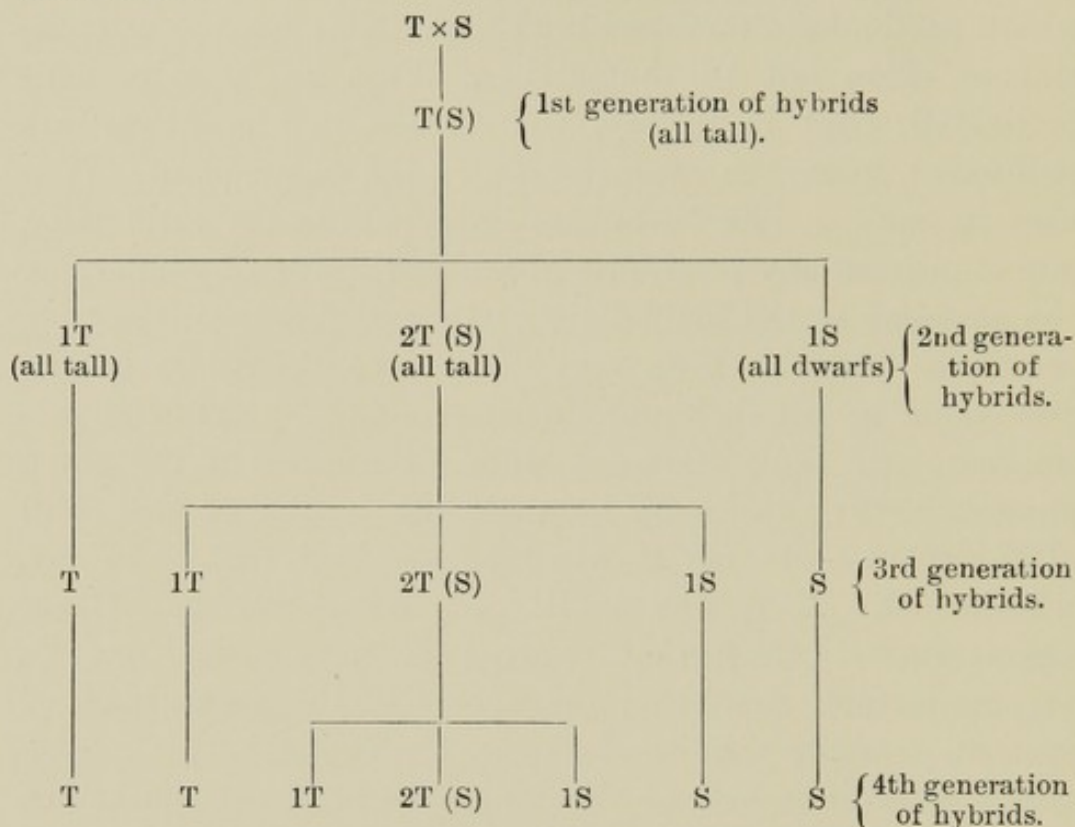 T × S
T(S) { 1st generation of hybrids
(all tall).
1T 2T (S) 1S { 2nd genera-
(all tall) (all tall) (all dwarfs) tion of
hybrids.
T 1T 2T (S) 1S S { 3rd generation
of hybrids.
T T 1T 2T (S) 1S S S { 4th generation
of hybrids.